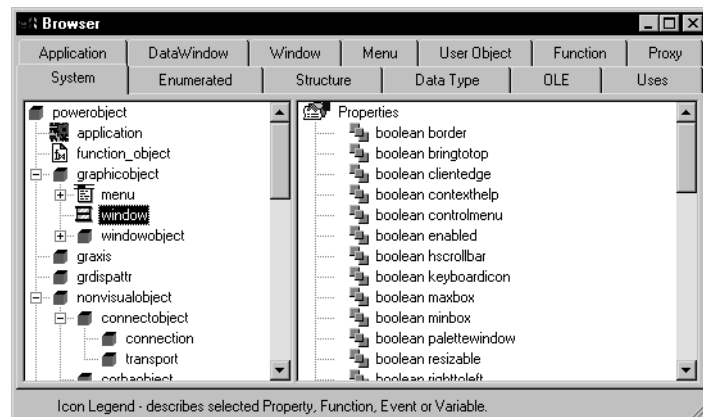 Browser
Application DataWindow Window Menu User Object Function Proxy
System Enumerated Structure Data Type OLE Uses
powerobject
application
function_object
graphicobject
menu
window
windowobject
graxis
grdispattr
nonvisualobject
connectobject
connection
transport
corbaobject
Properties
boolean border
boolean bringtotop
boolean clientedge
boolean contexthelp
boolean controlmenu
boolean enabled
boolean hscrollbar
boolean keyboardicon
boolean maxbox
boolean minbox
boolean palettewindow
boolean resizable
boolean righttoleft
Icon Legend - describes selected Property, Function, Event or Variable.